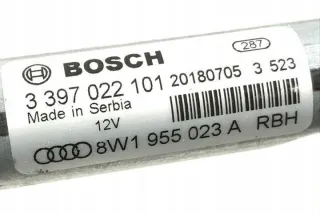 BOSCH 287
3 397 022 101 20180705 3 523
Made in Serbia
12V
8W1 955 023 A RBH